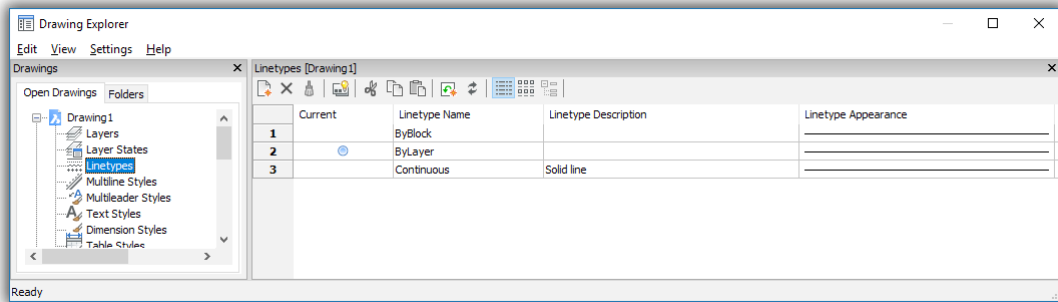 Drawing Explorer
Edit View Settings Help
Drawings
Linetypes [Drawing1]
Open Drawings Folders
Drawing1
Layers
Layer States
Linetypes
Multiline Styles
Multileader Styles
Text Styles
Dimension Styles
Table Styles
Current Linetype Name Linetype Description Linetype Appearance
1 ByBlock
2 ByLayer
3 Continuous Solid line
Ready